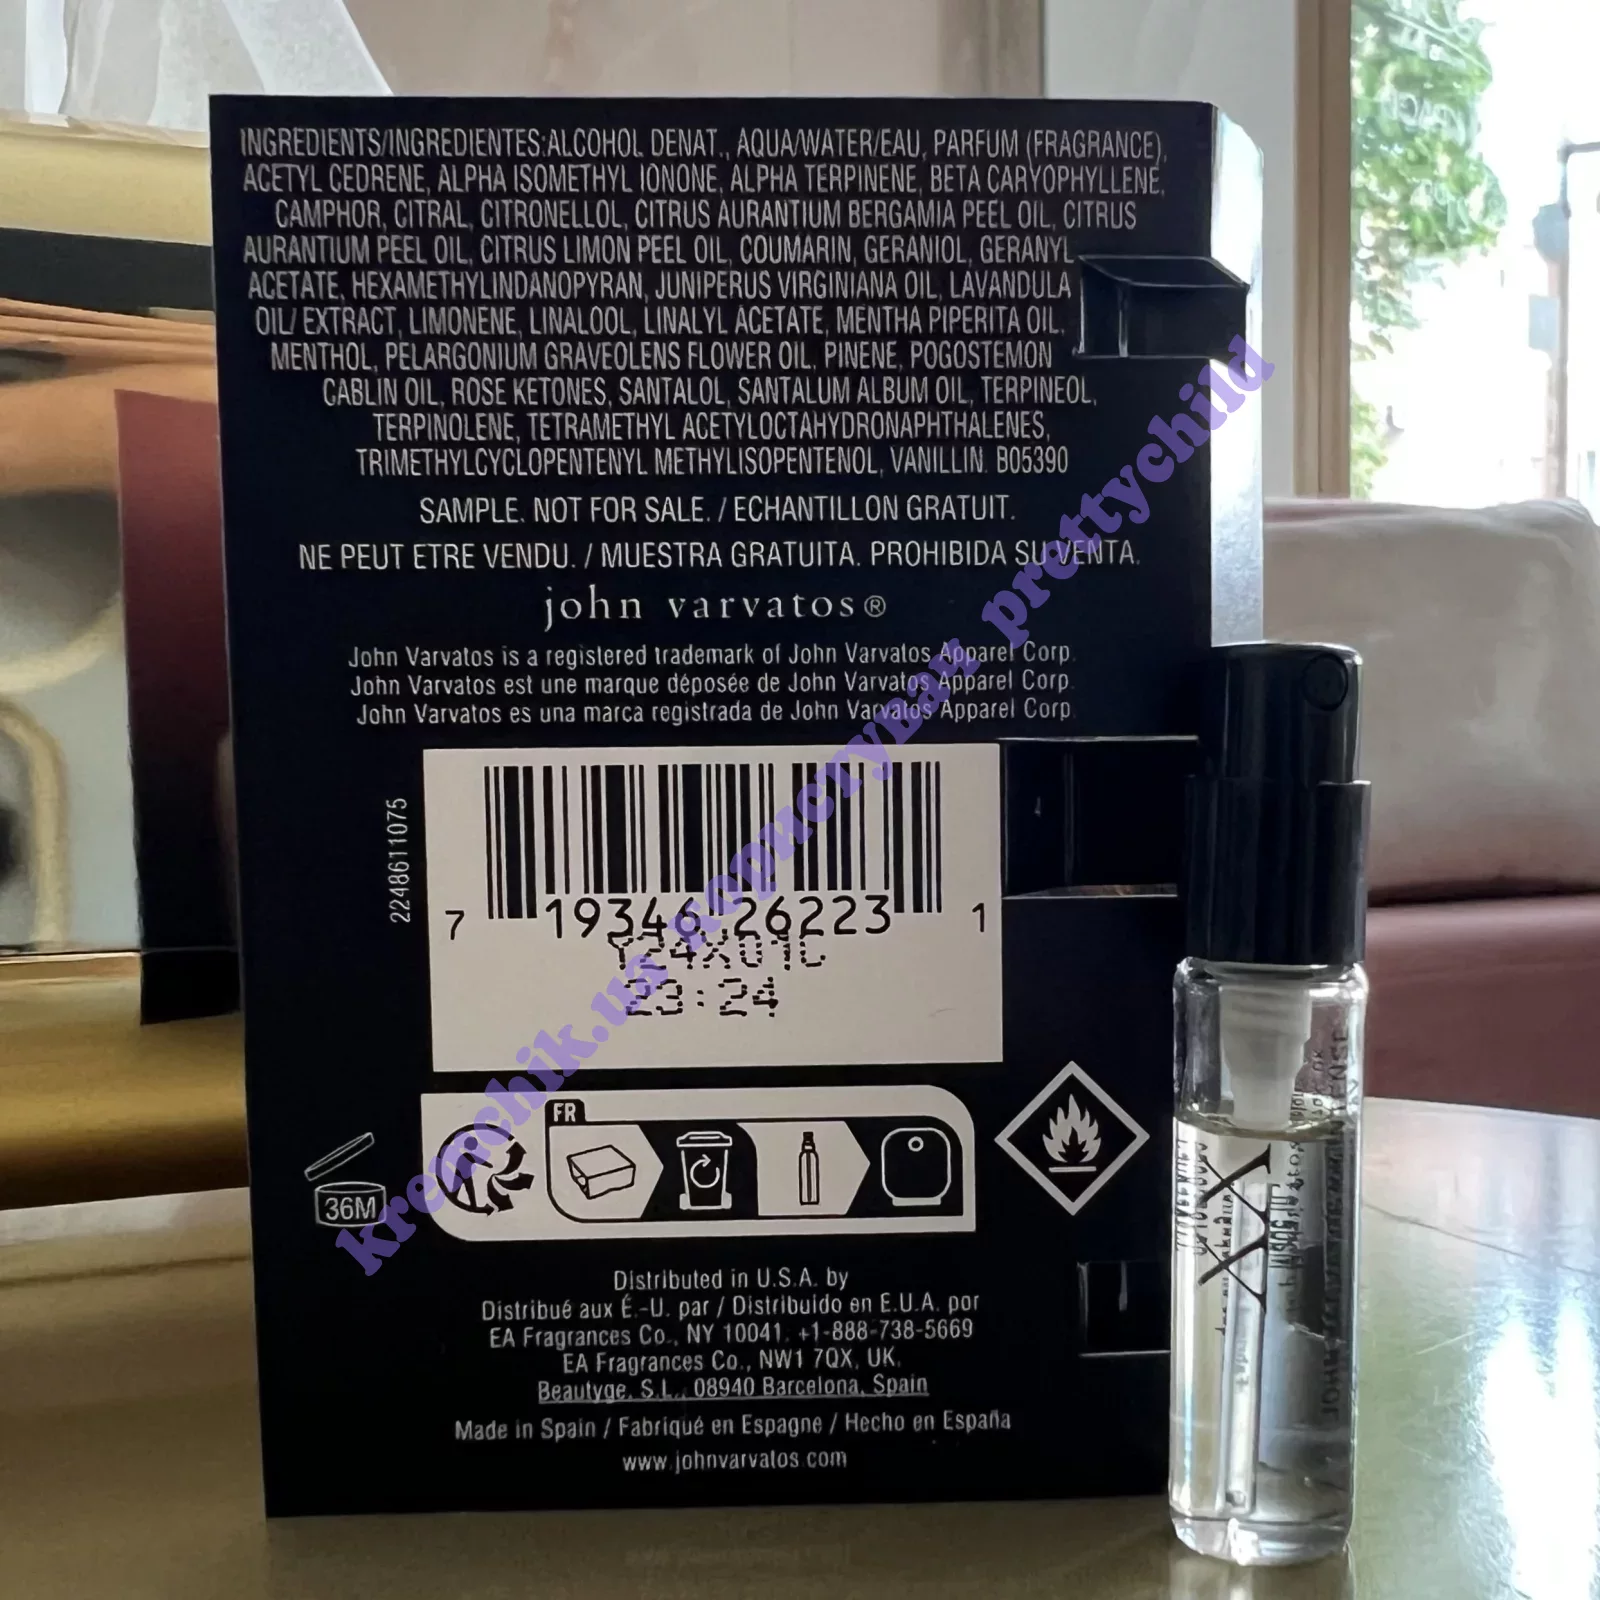 INGREDIENTS/INGREDIENTES:ALCOHOL DENAT., AQUA/WATER/EAU, PARFUM (FRAGRANCE),
ACETYL CEDRENE, ALPHA ISOMETHYL IONONE, ALPHA TERPINENE, BETA CARYOPHYLLENE,
CAMPHOR, CITRAL, CITRONELLOL, CITRUS AURANTIUM BERGAMIA PEEL OIL, CITRUS
AURANTIUM PEEL OIL, CITRUS LIMON PEEL OIL, COUMARIN, GERANIOL, GERANYL
ACETATE, HEXAMETHYLINDANOPYRAN, JUNIPERUS VIRGINIANA OIL, LAVANDULA
OIL/ EXTRACT, LIMONENE, LINALOOL, LINALYL ACETATE, MENTHA PIPERITA OIL,
MENTHOL, PELARGONIUM GRAVEOLENS FLOWER OIL, PINENE, POGOSTEMON
CABLIN OIL, ROSE KETONES, SANTALOL, SANTALUM ALBUM OIL, TERPINEOL,
TERPINOLENE, TETRAMETHYL ACETYLOCTAHYDRONAPHTHALENES,
TRIMETHYLCYCLOPENTENYL METHYLISOPENTENOL, VANILLIN. B05390
SAMPLE. NOT FOR SALE. / ECHANTILLON GRATUIT.
NE PEUT ETRE VENDU. / MUESTRA GRATUITA. PROHIBIDA SU VENTA.
john varvatos®
John Varvatos is a registered trademark of John Varvatos Apparel Corp.
John Varvatos est une marque déposée de John Varvatos Apparel Corp.
John Varvatos es una marca registrada de John Varvatos Apparel Corp.
2248611075
7 19346 26223 1
Y24X01C
23:24
36M
FR
Distributed in U.S.A. by
Distribué aux É.-U. par / Distribuido en E.U.A. por
EA Fragrances Co., NY 10041. +1-888-738-5669
EA Fragrances Co., NW1 7QX, UK.
Beautyge, S.L., 08940 Barcelona, Spain
Made in Spain / Fabriqué en Espagne / Hecho en España
www.johnvarvatos.com
XX
kremchik.ua користувач prettychild